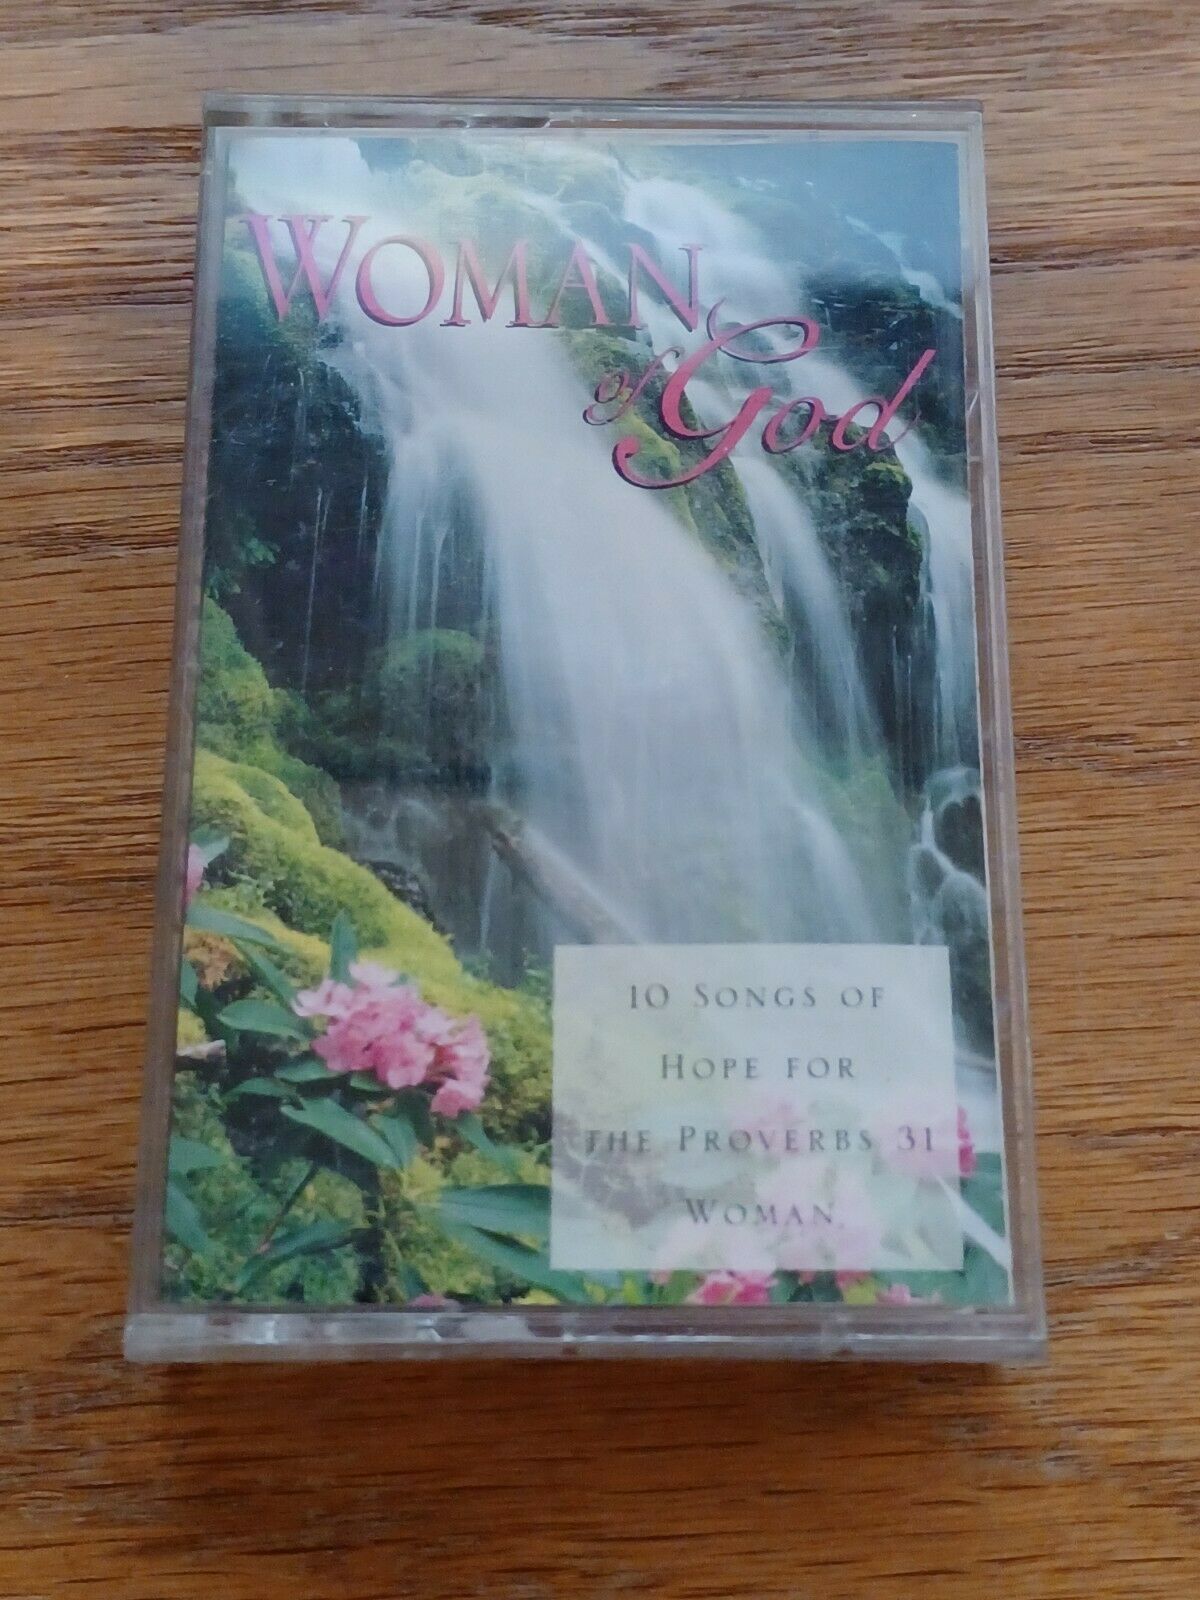 WOMAN
of God
10 SONGS OF
HOPE FOR
THE PROVERBS 31
WOMAN.